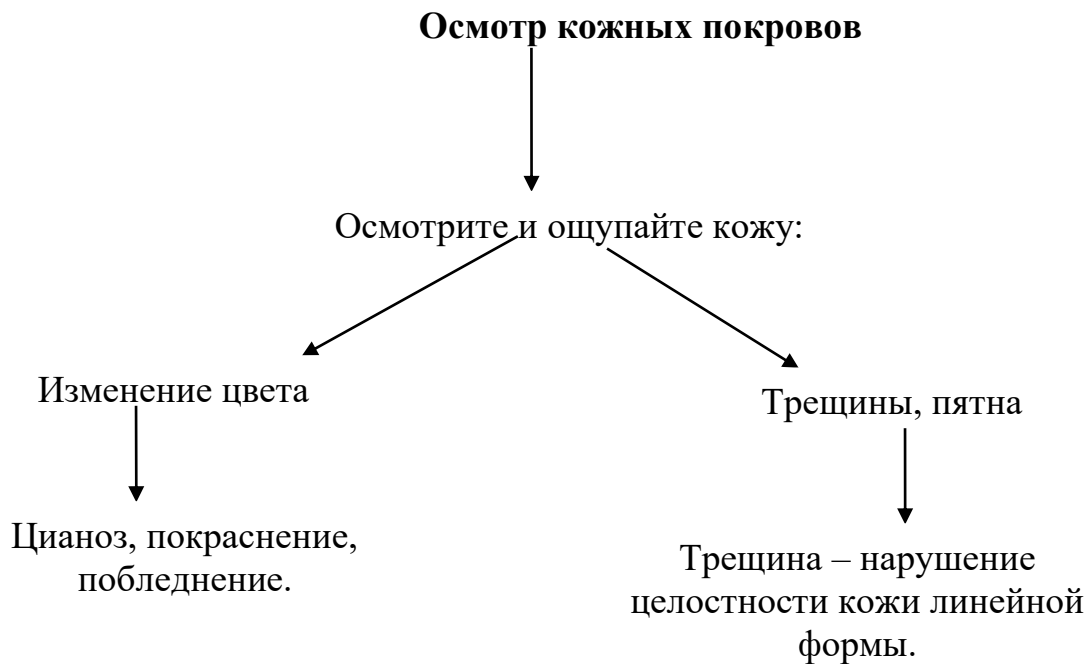 Осмотр кожных покровов
Осмотрите и ощупайте кожу:
Изменение цвета
Трещины, пятна
Цианоз, покраснение,
побледнение.
Трещина – нарушение
целостности кожи линейной
формы.